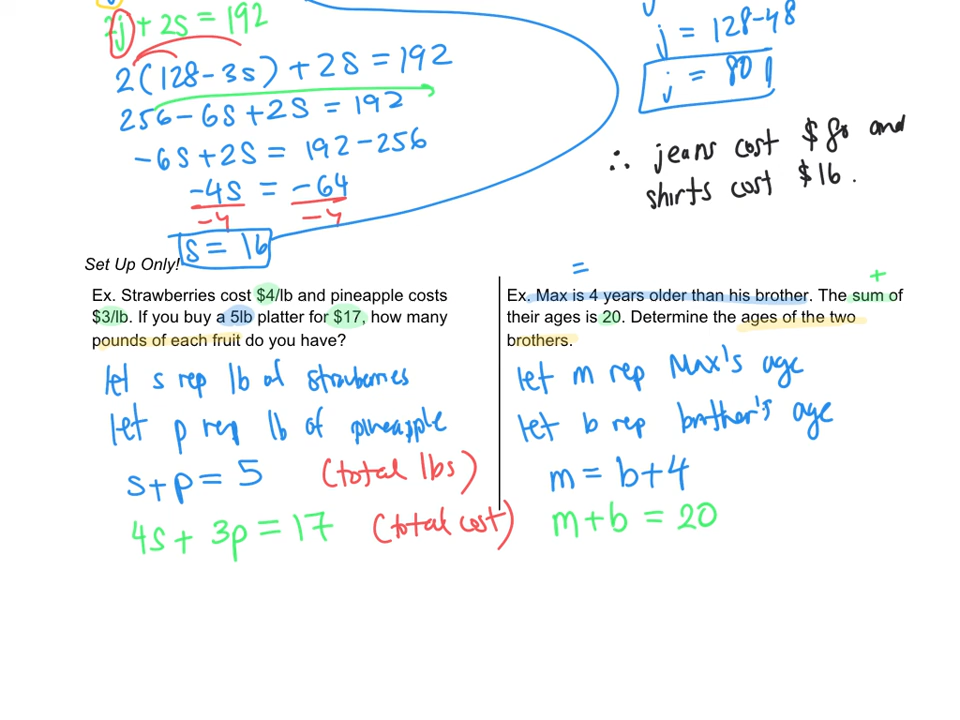 2j + 2s = 192
2(128-3s) + 2s = 192
256-6s+2s = 192
-6s+2s = 192-256
-4s = -64
-4 -4
s = 16
j = 128-48
j = 80
∴ jeans cost $80 and
shirts cost $16.
Set Up Only!
Ex. Strawberries cost $4/lb and pineapple costs
$3/lb. If you buy a 5lb platter for $17, how many
pounds of each fruit do you have?
let s rep lb of strawberries
let p rep lb of pineapple
s+p = 5 (total lbs)
4s + 3p = 17 (total cost)
= +
Ex. Max is 4 years older than his brother. The sum of
their ages is 20. Determine the ages of the two
brothers.
let m rep Max's age
let b rep brother's age
m = b+4
m+b = 20